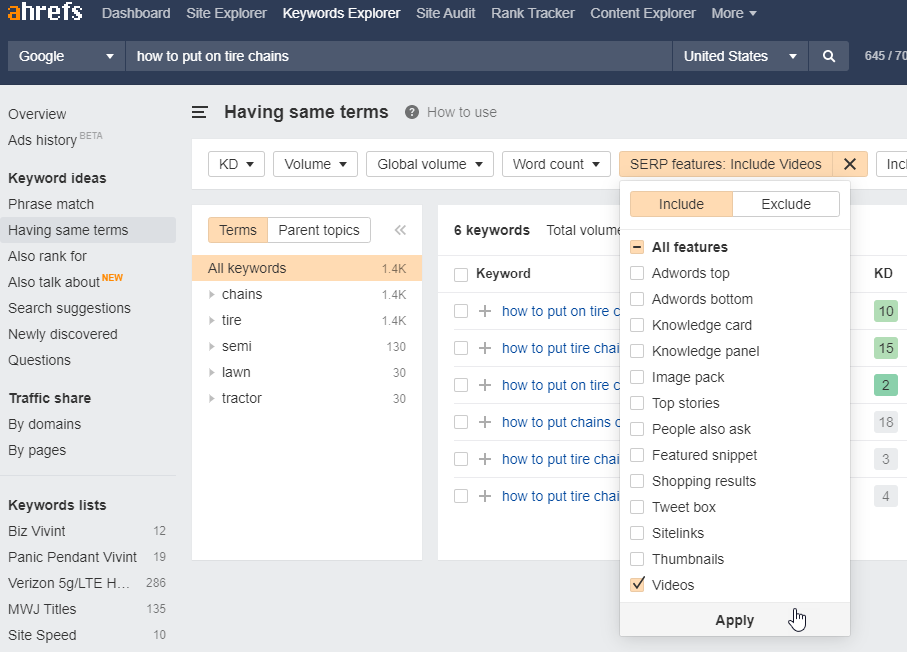 ahrefs Dashboard Site Explorer Keywords Explorer Site Audit Rank Tracker Content Explorer More
Google how to put on tire chains United States 645 / 70
Overview
Ads history BETA
Keyword ideas
Phrase match
Having same terms
Also rank for
Also talk about NEW
Search suggestions
Newly discovered
Questions
Traffic share
By domains
By pages
Keywords lists
Biz Vivint 12
Panic Pendant Vivint 19
Verizon 5g/LTE H... 286
MWJ Titles 135
Site Speed 10
Having same terms ? How to use
KD Volume Global volume Word count SERP features: Include Videos Inc
Terms Parent topics
All keywords 1.4K
chains 1.4K
tire 1.4K
semi 130
lawn 30
tractor 30
6 keywords Total volume
Keyword KD
how to put on tire c 10
how to put tire chai 15
how to put on tire c 2
how to put chains o 18
how to put tire chai 3
how to put tire chai 4
Include Exclude
All features
Adwords top
Adwords bottom
Knowledge card
Knowledge panel
Image pack
Top stories
People also ask
Featured snippet
Shopping results
Tweet box
Sitelinks
Thumbnails
Videos
Apply